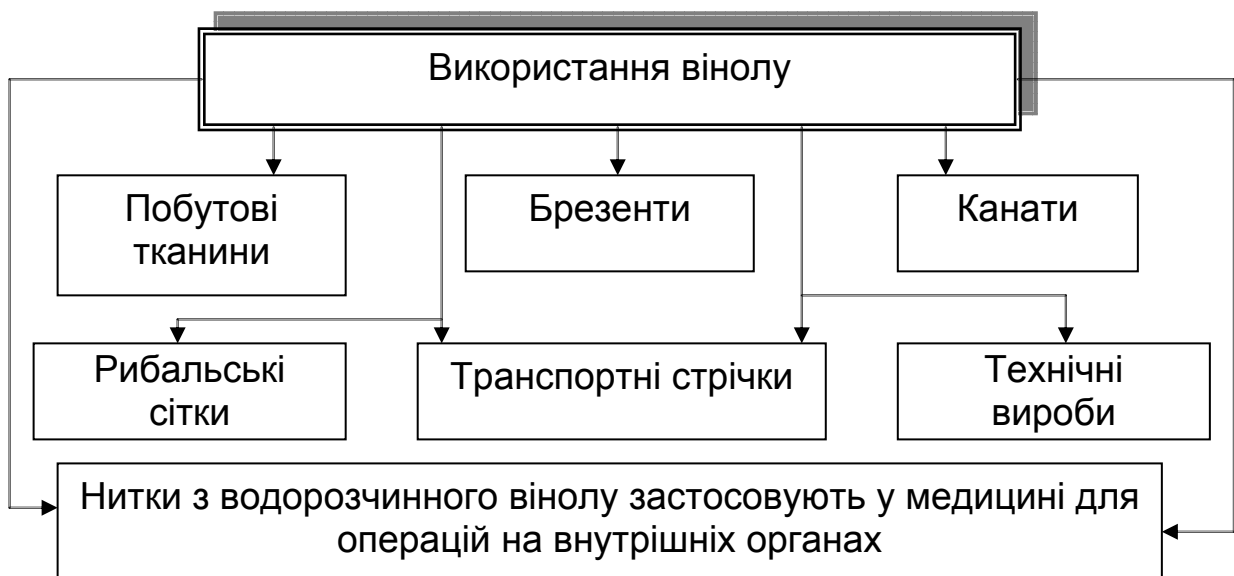 Використання вінолу
Побутові
тканини
Брезенти
Канати
Рибальські
сітки
Транспортні стрічки
Технічні
вироби
Нитки з водорозчинного вінолу застосовують у медицині для
операцій на внутрішніх органах